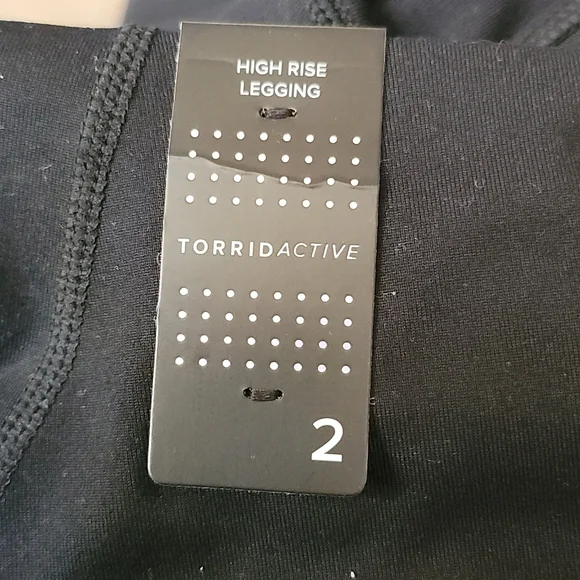 HIGH RISE
LEGGING
TORRIDACTIVE
2